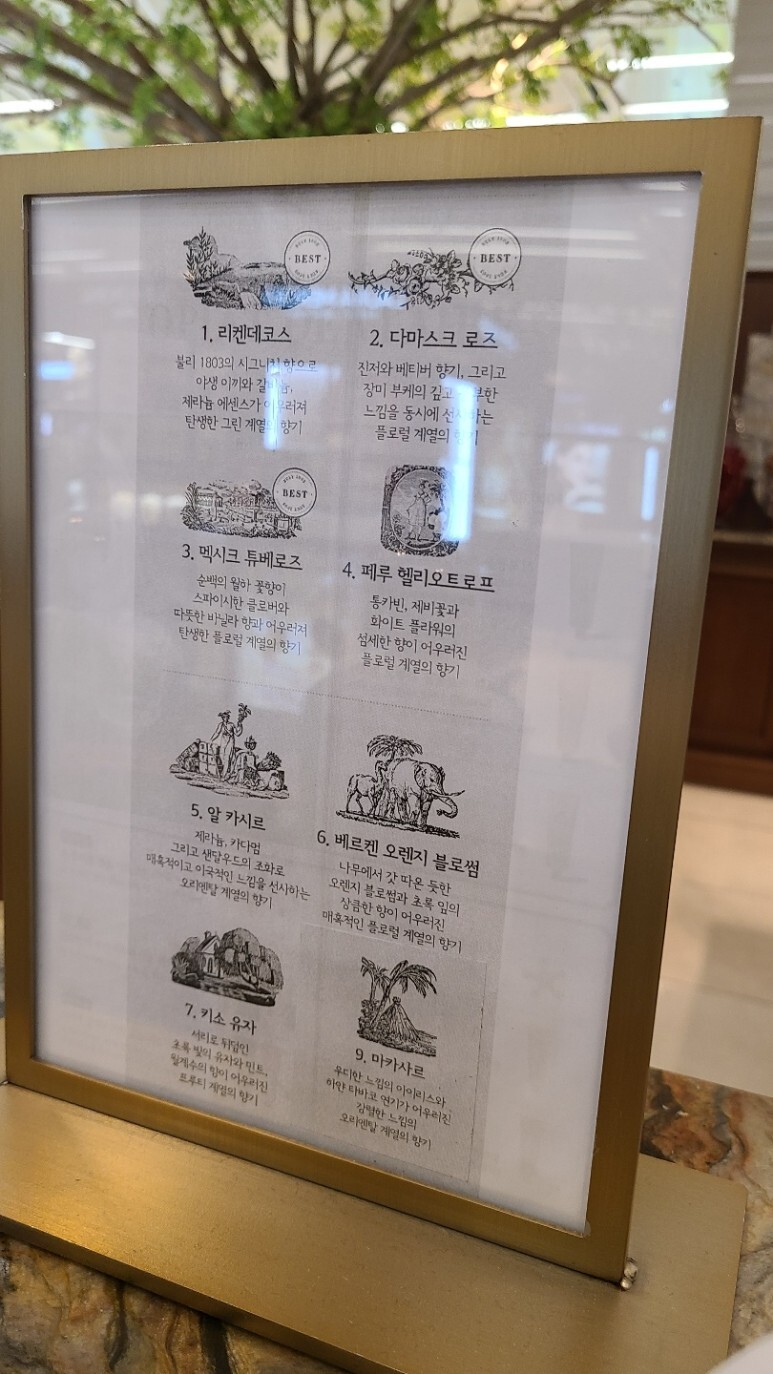 BEST
1. 리켄데코스
불리 1803의 시그니처 향으로
야생 이끼와
제라늄 에센스가 어우러져
탄생한 그린 계열의 향기
BEST
2. 다마스크 로즈
진저와 베티버 향기, 그리고
장미 부케의 깊고
느낌을 동시에 선사하는
플로럴 계열의 향기
BEST
3. 멕시크 튜베로즈
순백의 월하 꽃향이
스파이시한 클로버와
따뜻한 바닐라 향과 어우러져
탄생한 플로럴 계열의 향기
4. 페루 헬리오트로프
통카빈, 제비꽃과
화이트 플라워의
섬세한 향이 어우러진
플로럴 계열의 향기
5. 알 카시르
제라늄, 카다멈
그리고 샌달우드의 조화로
매혹적이고 이국적인 느낌을 선사하는
오리엔탈 계열의 향기
6. 베르켄 오렌지 블로썸
나무에서 갓 따온 듯한
오렌지 블로썸과 초록 잎의
상큼한 향이 어우러진
매혹적인 플로럴 계열의 향기
7. 키소 유자
서리로 뒤덮인
초록 빛의 유자와 민트,
월계수의 향이 어우러진
프루티 계열의 향기
9. 마카사르
우디한 느낌의 아이리스와
하얀 타바코 연기가 어우러진
강렬한 느낌의
오리엔탈 계열의 향기